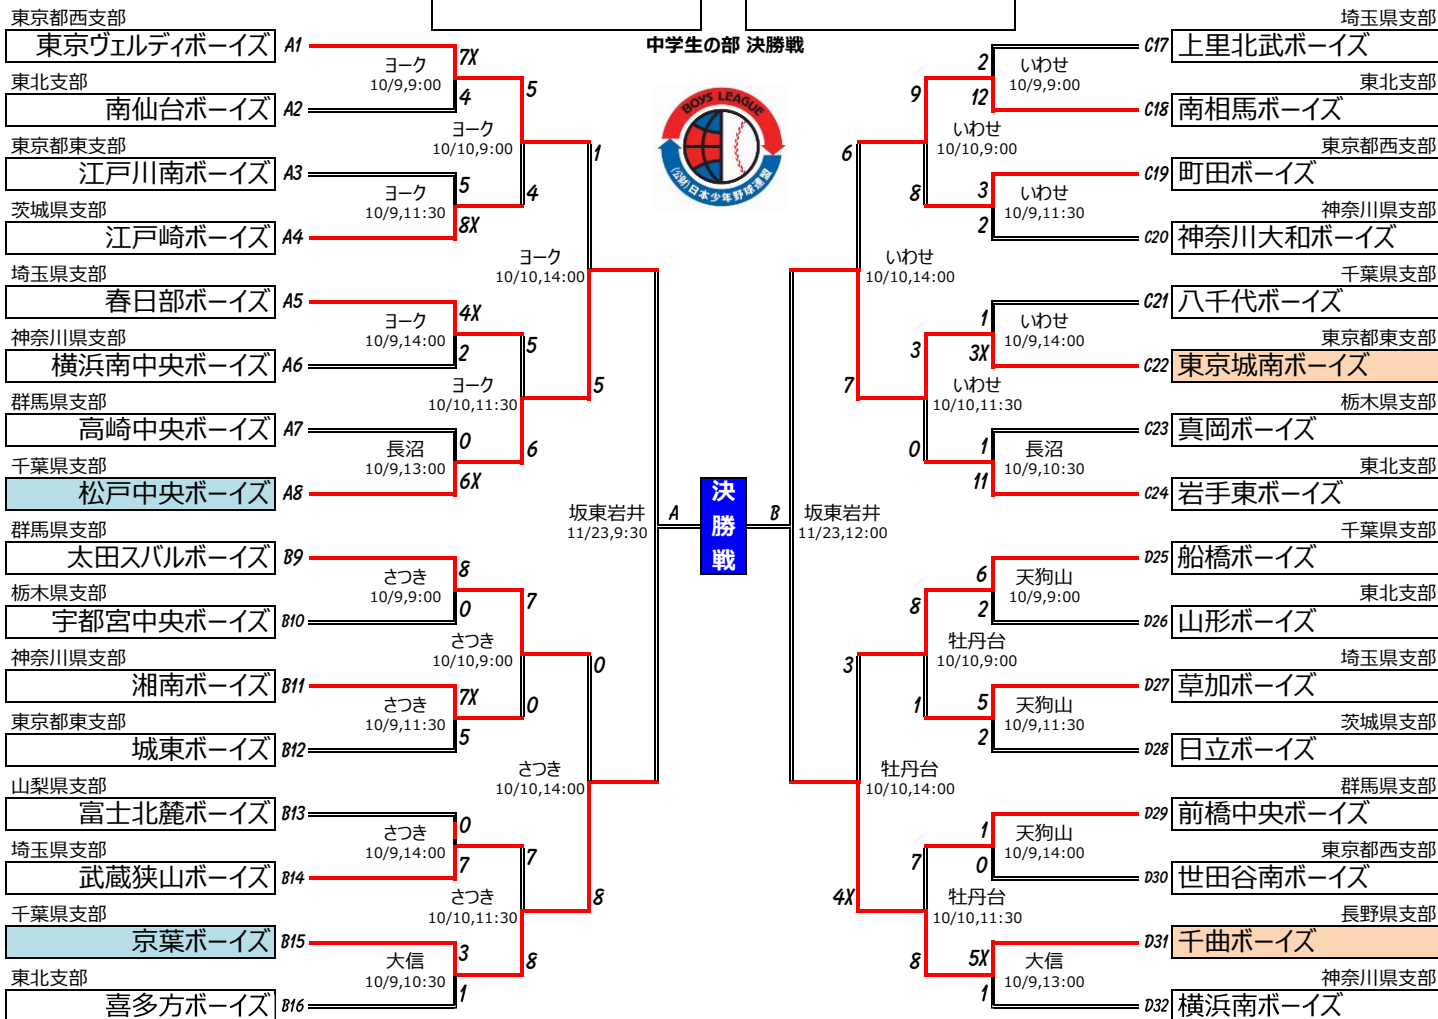 中学生の部 決勝戦
BOYS LEAGUE
(公財)日本少年野球連盟
東京都西支部
東京ヴェルディボーイズ A1
東北支部
南仙台ボーイズ A2
東京都東支部
江戸川南ボーイズ A3
茨城県支部
江戸崎ボーイズ A4
埼玉県支部
春日部ボーイズ A5
神奈川県支部
横浜南中央ボーイズ A6
群馬県支部
高崎中央ボーイズ A7
千葉県支部
松戸中央ボーイズ A8
群馬県支部
太田スバルボーイズ B9
栃木県支部
宇都宮中央ボーイズ B10
神奈川県支部
湘南ボーイズ B11
東京都東支部
城東ボーイズ B12
山梨県支部
富士北麓ボーイズ B13
埼玉県支部
武蔵狭山ボーイズ B14
千葉県支部
京葉ボーイズ B15
東北支部
喜多方ボーイズ B16
7X
ヨーク
10/9,9:00
4
5
ヨーク
10/9,11:30
8X
4X
ヨーク
10/9,14:00
2
0
長沼
10/9,13:00
6X
8
さつき
10/9,9:00
0
7X
さつき
10/9,11:30
5
0
さつき
10/9,14:00
7
3
大信
10/9,10:30
1
5
ヨーク
10/10,9:00
4
5
ヨーク
10/10,11:30
6
7
さつき
10/10,9:00
0
7
さつき
10/10,11:30
8
1
ヨーク
10/10,14:00
5
0
さつき
10/10,14:00
8
坂東岩井
11/23,9:30
A
決
勝
戦
B
坂東岩井
11/23,12:00
6
いわせ
10/10,14:00
7
3
牡丹台
10/10,14:00
4X
9
いわせ
10/10,9:00
8
3
いわせ
10/10,11:30
0
8
牡丹台
10/10,9:00
1
7
牡丹台
10/10,11:30
8
2
いわせ
10/9,9:00
12
3
いわせ
10/9,11:30
2
1
いわせ
10/9,14:00
3X
1
長沼
10/9,10:30
11
6
天狗山
10/9,9:00
2
5
天狗山
10/9,11:30
2
1
天狗山
10/9,14:00
0
5X
大信
10/9,13:00
1
埼玉県支部
C17 上里北武ボーイズ
東北支部
C18 南相馬ボーイズ
東京都西支部
C19 町田ボーイズ
神奈川県支部
C20 神奈川大和ボーイズ
千葉県支部
C21 八千代ボーイズ
東京都東支部
C22 東京城南ボーイズ
栃木県支部
C23 真岡ボーイズ
東北支部
C24 岩手東ボーイズ
千葉県支部
D25 船橋ボーイズ
東北支部
D26 山形ボーイズ
埼玉県支部
D27 草加ボーイズ
茨城県支部
D28 日立ボーイズ
群馬県支部
D29 前橋中央ボーイズ
東京都西支部
D30 世田谷南ボーイズ
長野県支部
D31 千曲ボーイズ
神奈川県支部
D32 横浜南ボーイズ